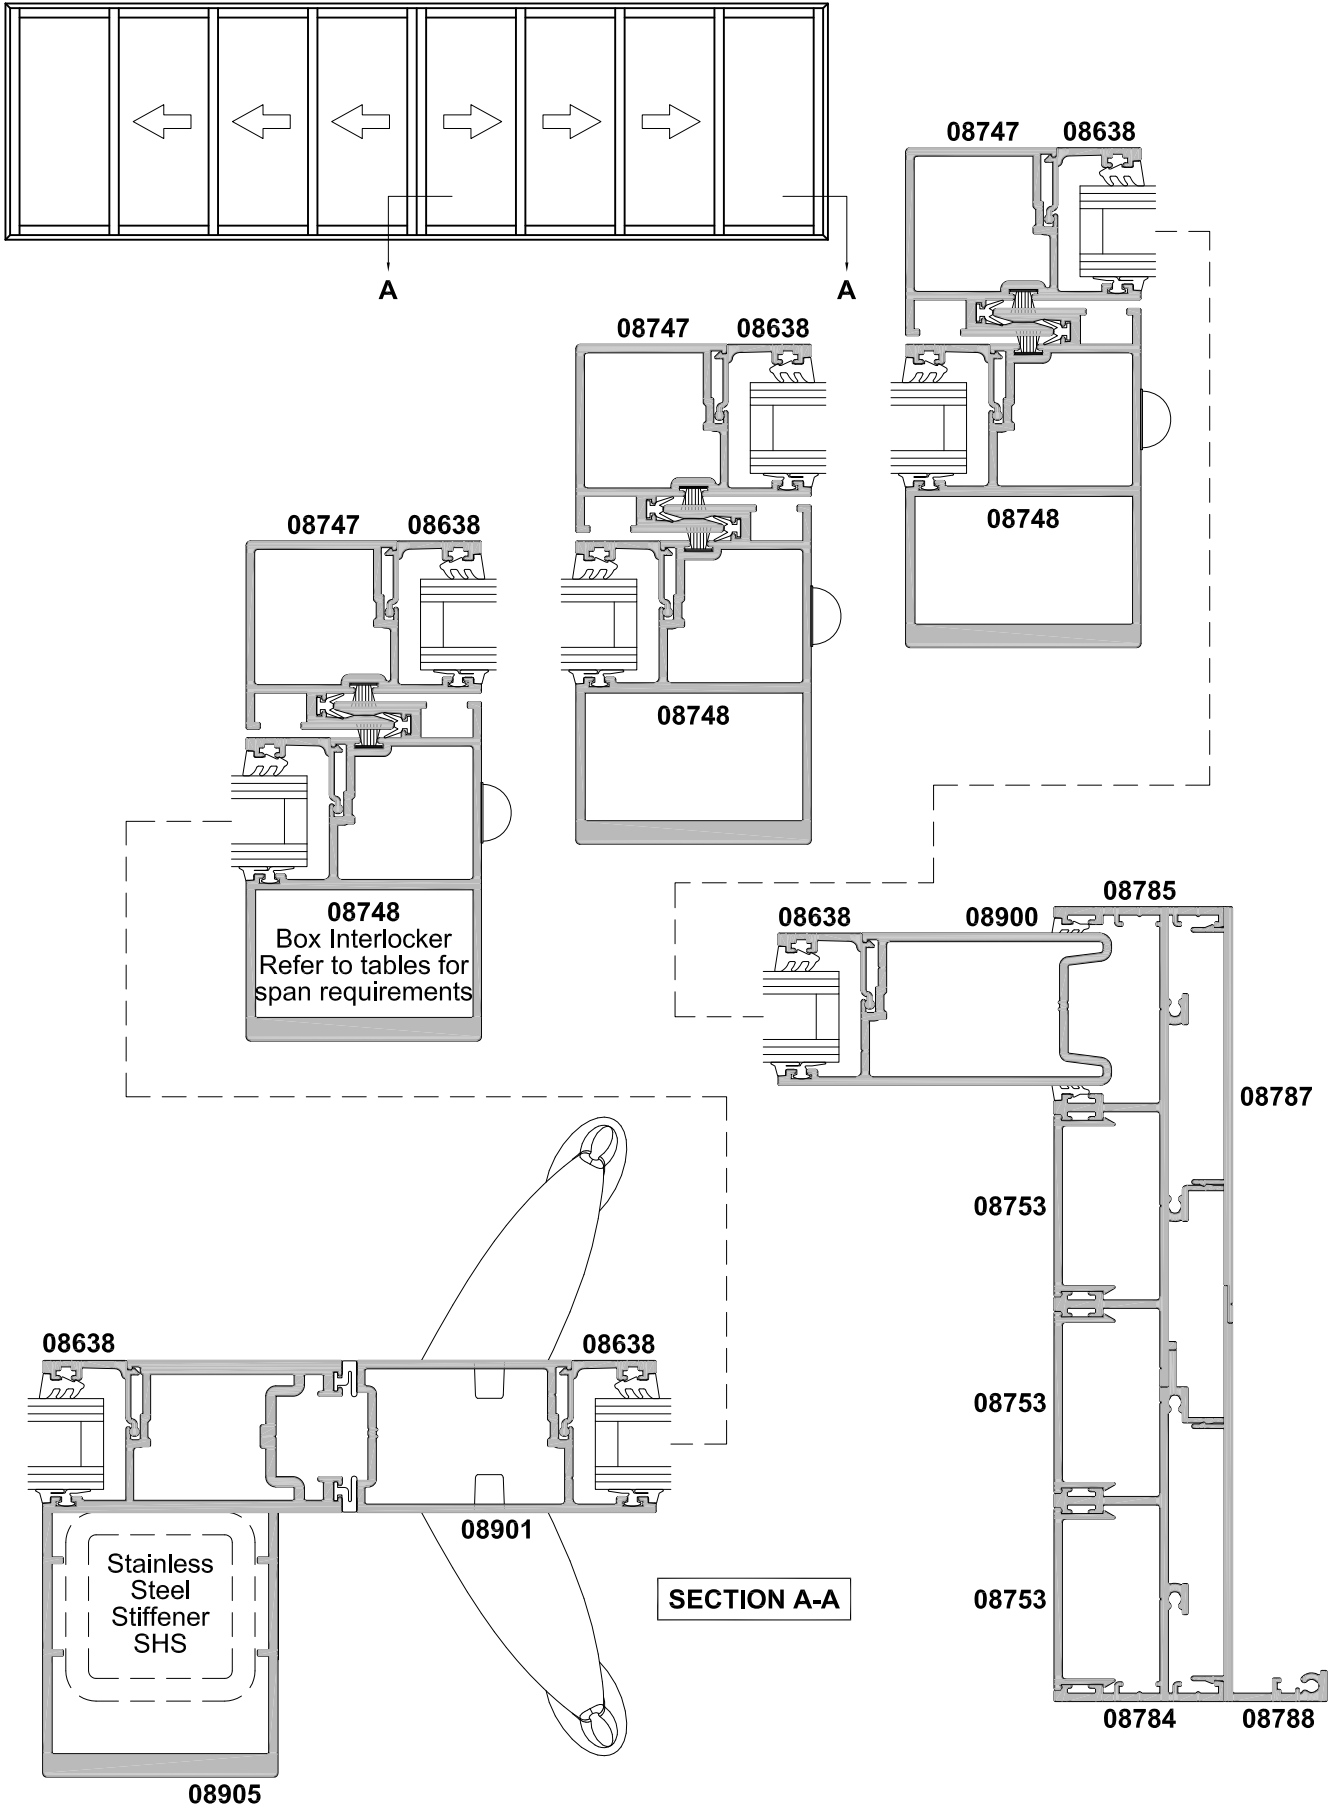 08747 08638
A A
08747 08638
08748
08747 08638
08748
08748
Box Interlocker
Refer to tables for
span requirements
08785
08638 08900
08787
08753
08638 08638
08753
08901
Stainless
Steel
Stiffener
SHS
SECTION A-A
08753
08784 08788
08905